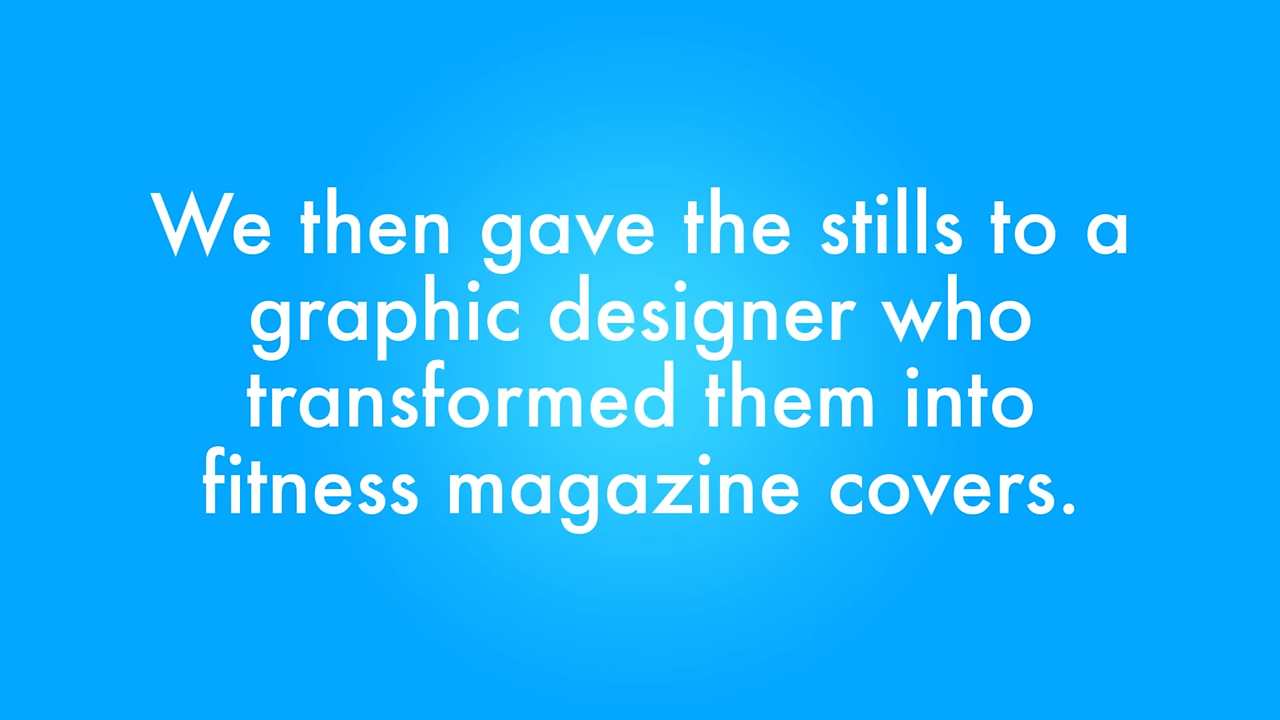 We then gave the stills to a
graphic designer who
transformed them into
fitness magazine covers.